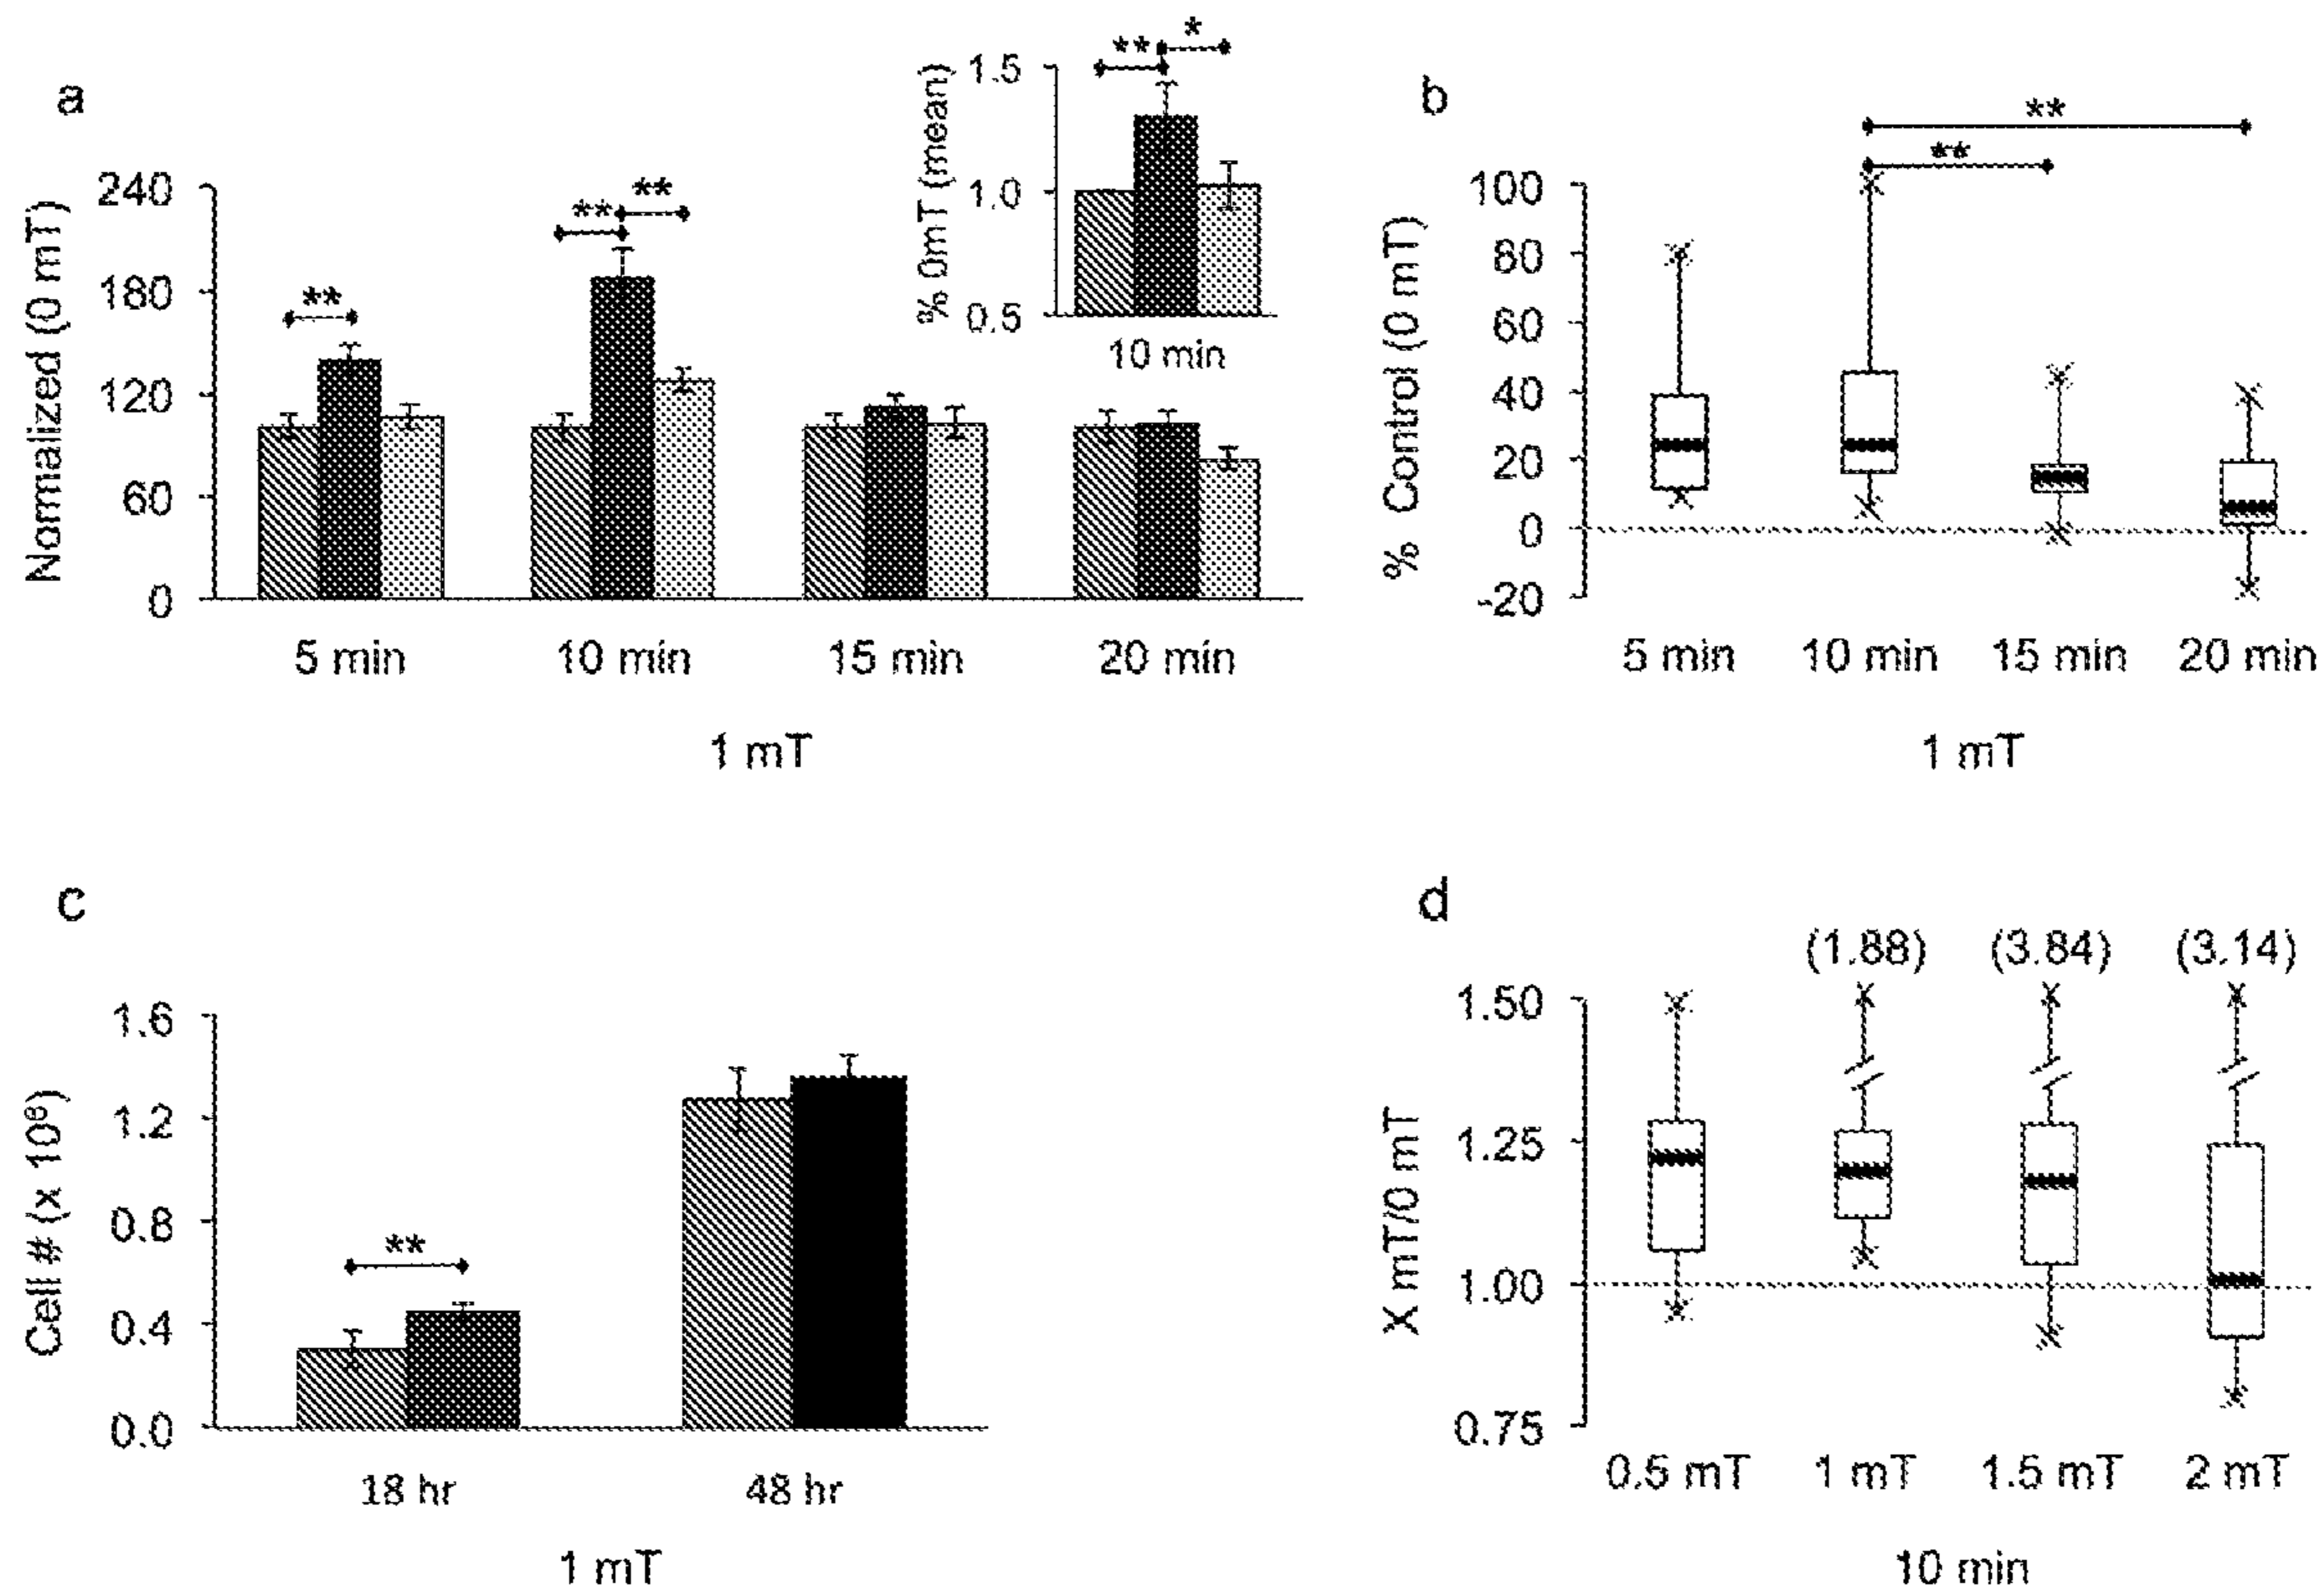 a
Normalized (0 mT)
240
180
120
60
0
**
**
**
5 min
10 min
15 min
20 min
1 mT
% 0mT (mean)
1.5
1.0
0.5
**
*
10 min
b
% Control (0 mT)
100
80
60
40
20
0
-20
**
**
5 min
10 min
15 min
20 min
1 mT
c
Cell # (x 10⁶)
1.6
1.2
0.8
0.4
0.0
**
18 hr
48 hr
1 mT
d
X mT/0 mT
(1.88)
(3.84)
(3.14)
1.50
1.25
1.00
0.75
0.5 mT
1 mT
1.5 mT
2 mT
10 min